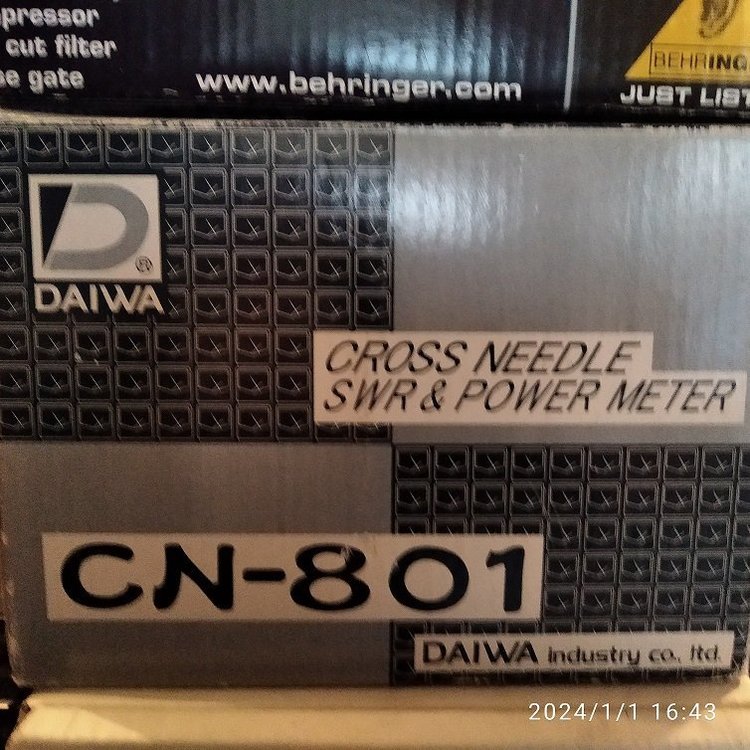 cut filter
gate
www.behringer.com
BEHRING
JUST
DAIWA
CROSS NEEDLE
SWR & POWER METER
CN-801
DAIWA industry co., ltd.
2024/1/1 16:43